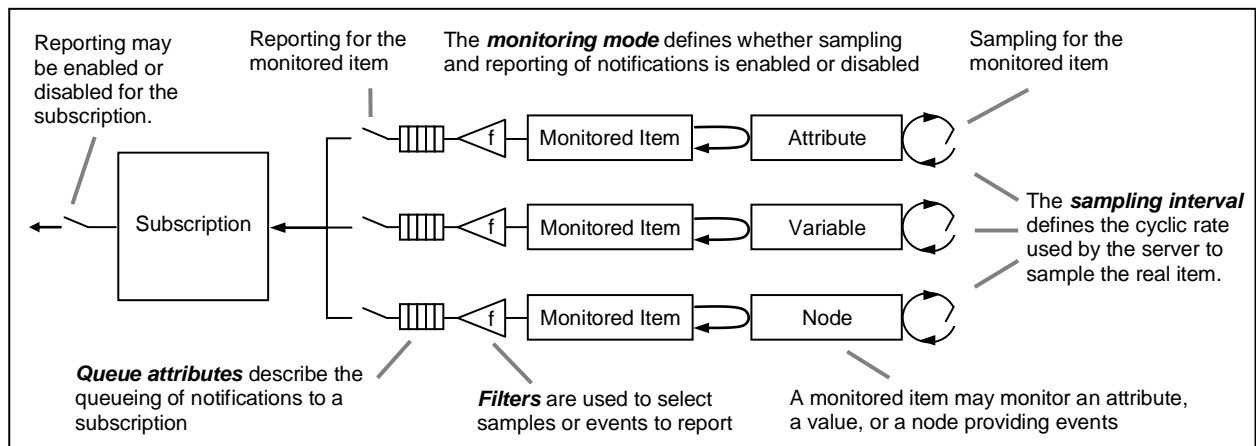 Reporting may
be enabled or
disabled for the
subscription.
Reporting for the
monitored item
The monitoring mode defines whether sampling
and reporting of notifications is enabled or disabled
Sampling for the
monitored item
f
Monitored Item
Attribute
Subscription
f
Monitored Item
Variable
The sampling interval
defines the cyclic rate
used by the server to
sample the real item.
f
Monitored Item
Node
Queue attributes describe the
queueing of notifications to a
subscription
Filters are used to select
samples or events to report
A monitored item may monitor an attribute,
a value, or a node providing events